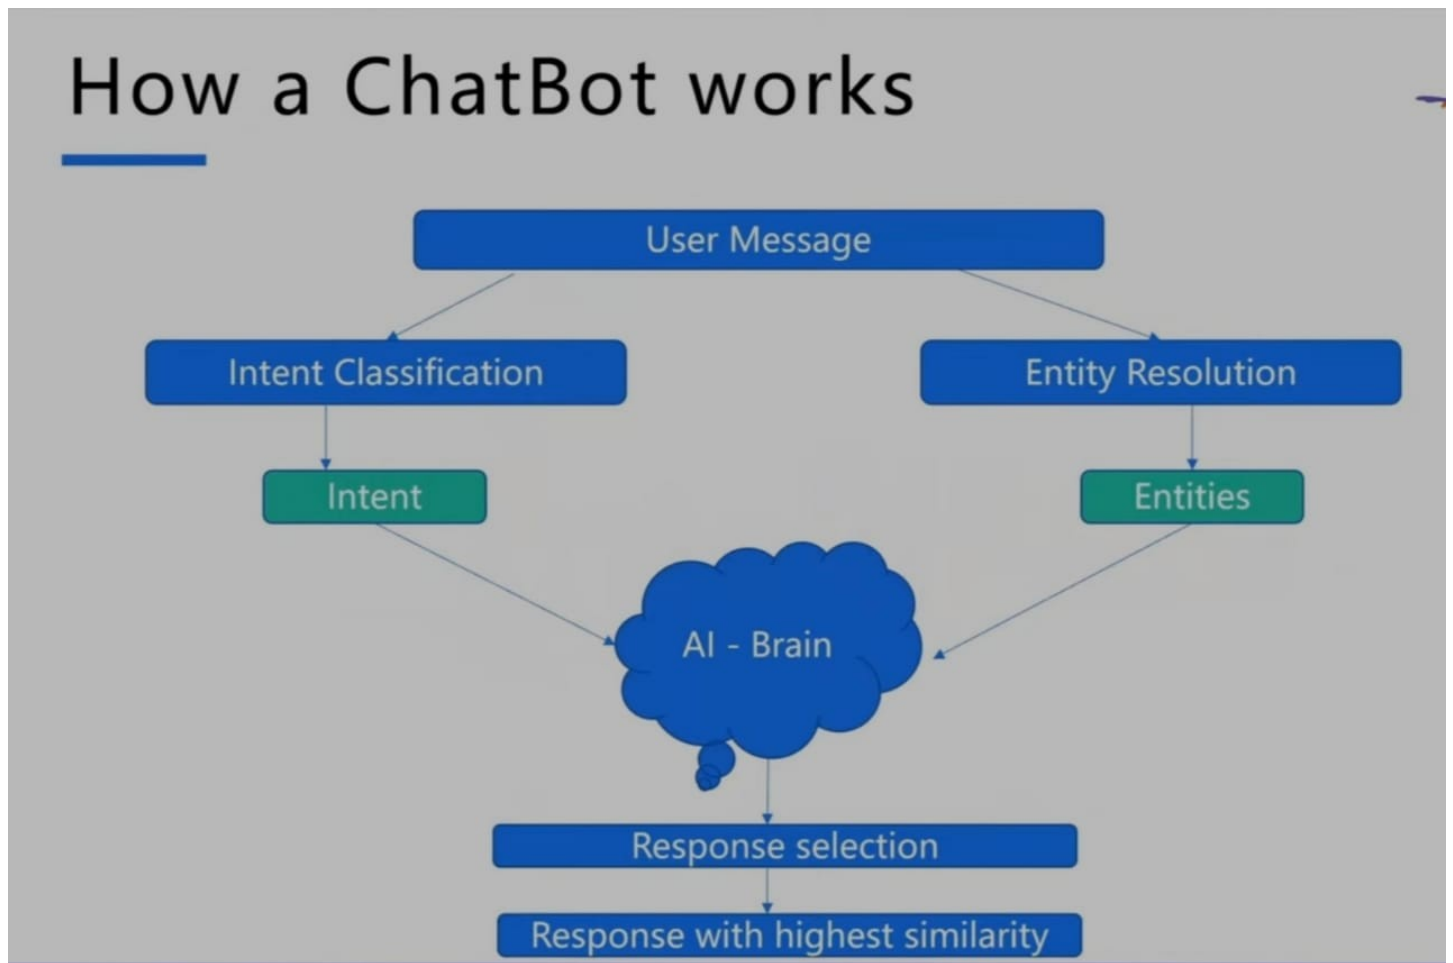 How a ChatBot works
User Message
Intent Classification
Entity Resolution
Intent
Entities
AI - Brain
Response selection
Response with highest similarity